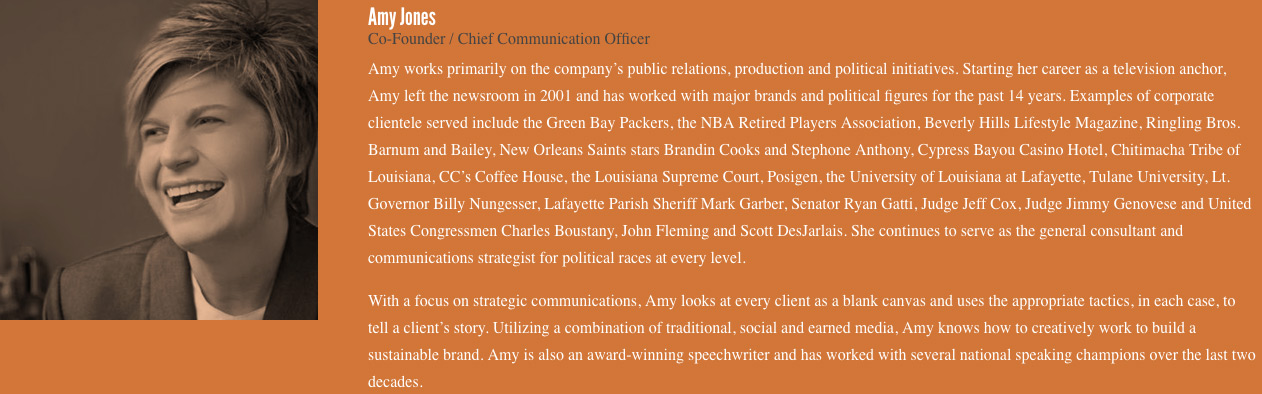 Amy Jones
Co-Founder / Chief Communication Officer
Amy works primarily on the company’s public relations, production and political initiatives. Starting her career as a television anchor,
Amy left the newsroom in 2001 and has worked with major brands and political figures for the past 14 years. Examples of corporate
clientele served include the Green Bay Packers, the NBA Retired Players Association, Beverly Hills Lifestyle Magazine, Ringling Bros.
Barnum and Bailey, New Orleans Saints stars Brandin Cooks and Stephone Anthony, Cypress Bayou Casino Hotel, Chitimacha Tribe of
Louisiana, CC’s Coffee House, the Louisiana Supreme Court, Posigen, the University of Louisiana at Lafayette, Tulane University, Lt.
Governor Billy Nungesser, Lafayette Parish Sheriff Mark Garber, Senator Ryan Gatti, Judge Jeff Cox, Judge Jimmy Genovese and United
States Congressmen Charles Boustany, John Fleming and Scott DesJarlais. She continues to serve as the general consultant and
communications strategist for political races at every level.
With a focus on strategic communications, Amy looks at every client as a blank canvas and uses the appropriate tactics, in each case, to
tell a client’s story. Utilizing a combination of traditional, social and earned media, Amy knows how to creatively work to build a
sustainable brand. Amy is also an award-winning speechwriter and has worked with several national speaking champions over the last two
decades.